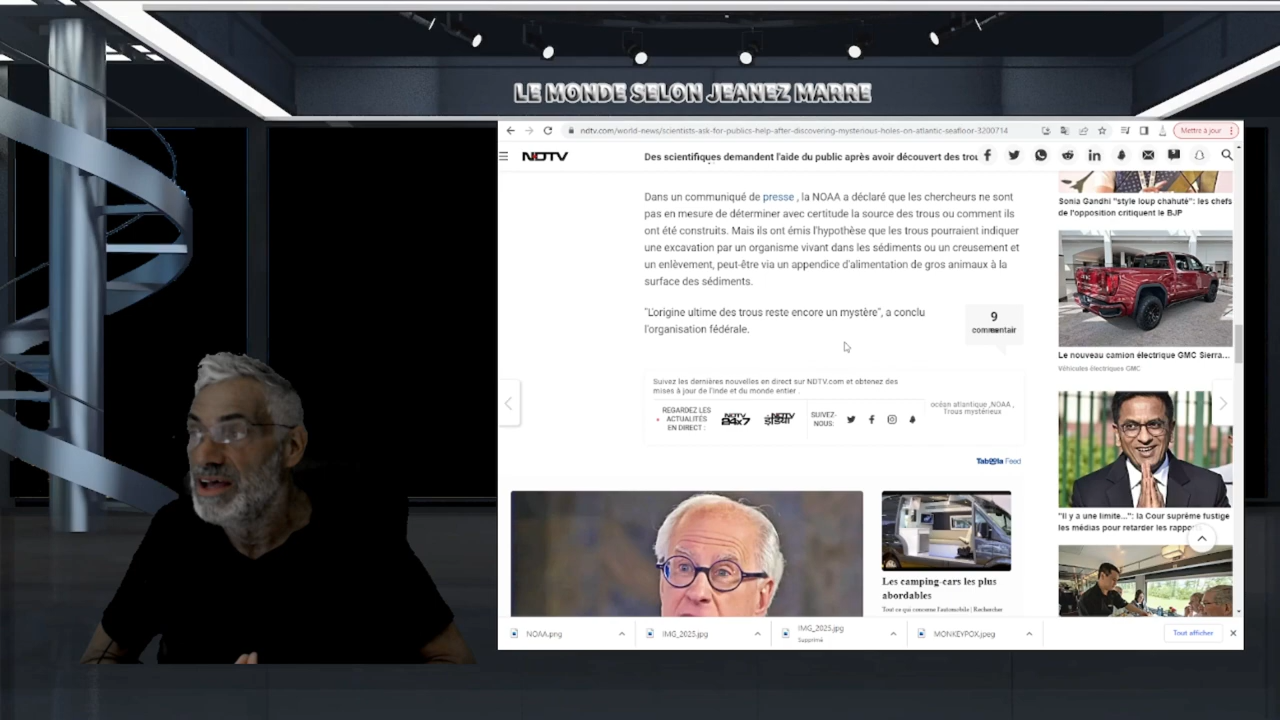 LE MONDE SELON JEANEZ MARRE
ndtv.com/world-news/scientists-ask-for-publics-help-after-discovering-mysterious-holes-on-atlantic-seafloor-3200714
Mettre à jour
NDTV
Des scientifiques demandent l'aide du public après avoir découvert des trou
Dans un communiqué de presse , la NOAA a déclaré que les chercheurs ne sont
pas en mesure de déterminer avec certitude la source des trous ou comment ils
ont été construits. Mais ils ont émis l'hypothèse que les trous pourraient indiquer
une excavation par un organisme vivant dans les sédiments ou un creusement et
un enlèvement, peut-être via un appendice d'alimentation de gros animaux à la
surface des sédiments.
"L'origine ultime des trous reste encore un mystère", a conclu
l'organisation fédérale.
9
Suivez les dernières nouvelles en direct sur NDTV.com et obtenez des
mises à jour de l'Inde et du monde entier .
REGARDEZ LES
ACTUALITÉS
EN DIRECT :
NDTV
24x7
NDTV
SUIVEZ-
NOUS:
océan atlantique ,NOAA ,
Trous mystérieux
Taboola Feed
Les camping-cars les plus
abordables
Tout ce qui concerne l'automobile | Recherche
Sonia Gandhi "style loup chahuté": les chefs
de l'opposition critiquent le BJP
Le nouveau camion électrique GMC Sierra...
Véhicules électriques GMC
"Il y a une limite...": la Cour suprême fustige
les médias pour retarder les
NOAA.png
IMG_2025.jpg
IMG_2025.jpg
Supprimé
MONKEYPOX.jpeg
Tout afficher